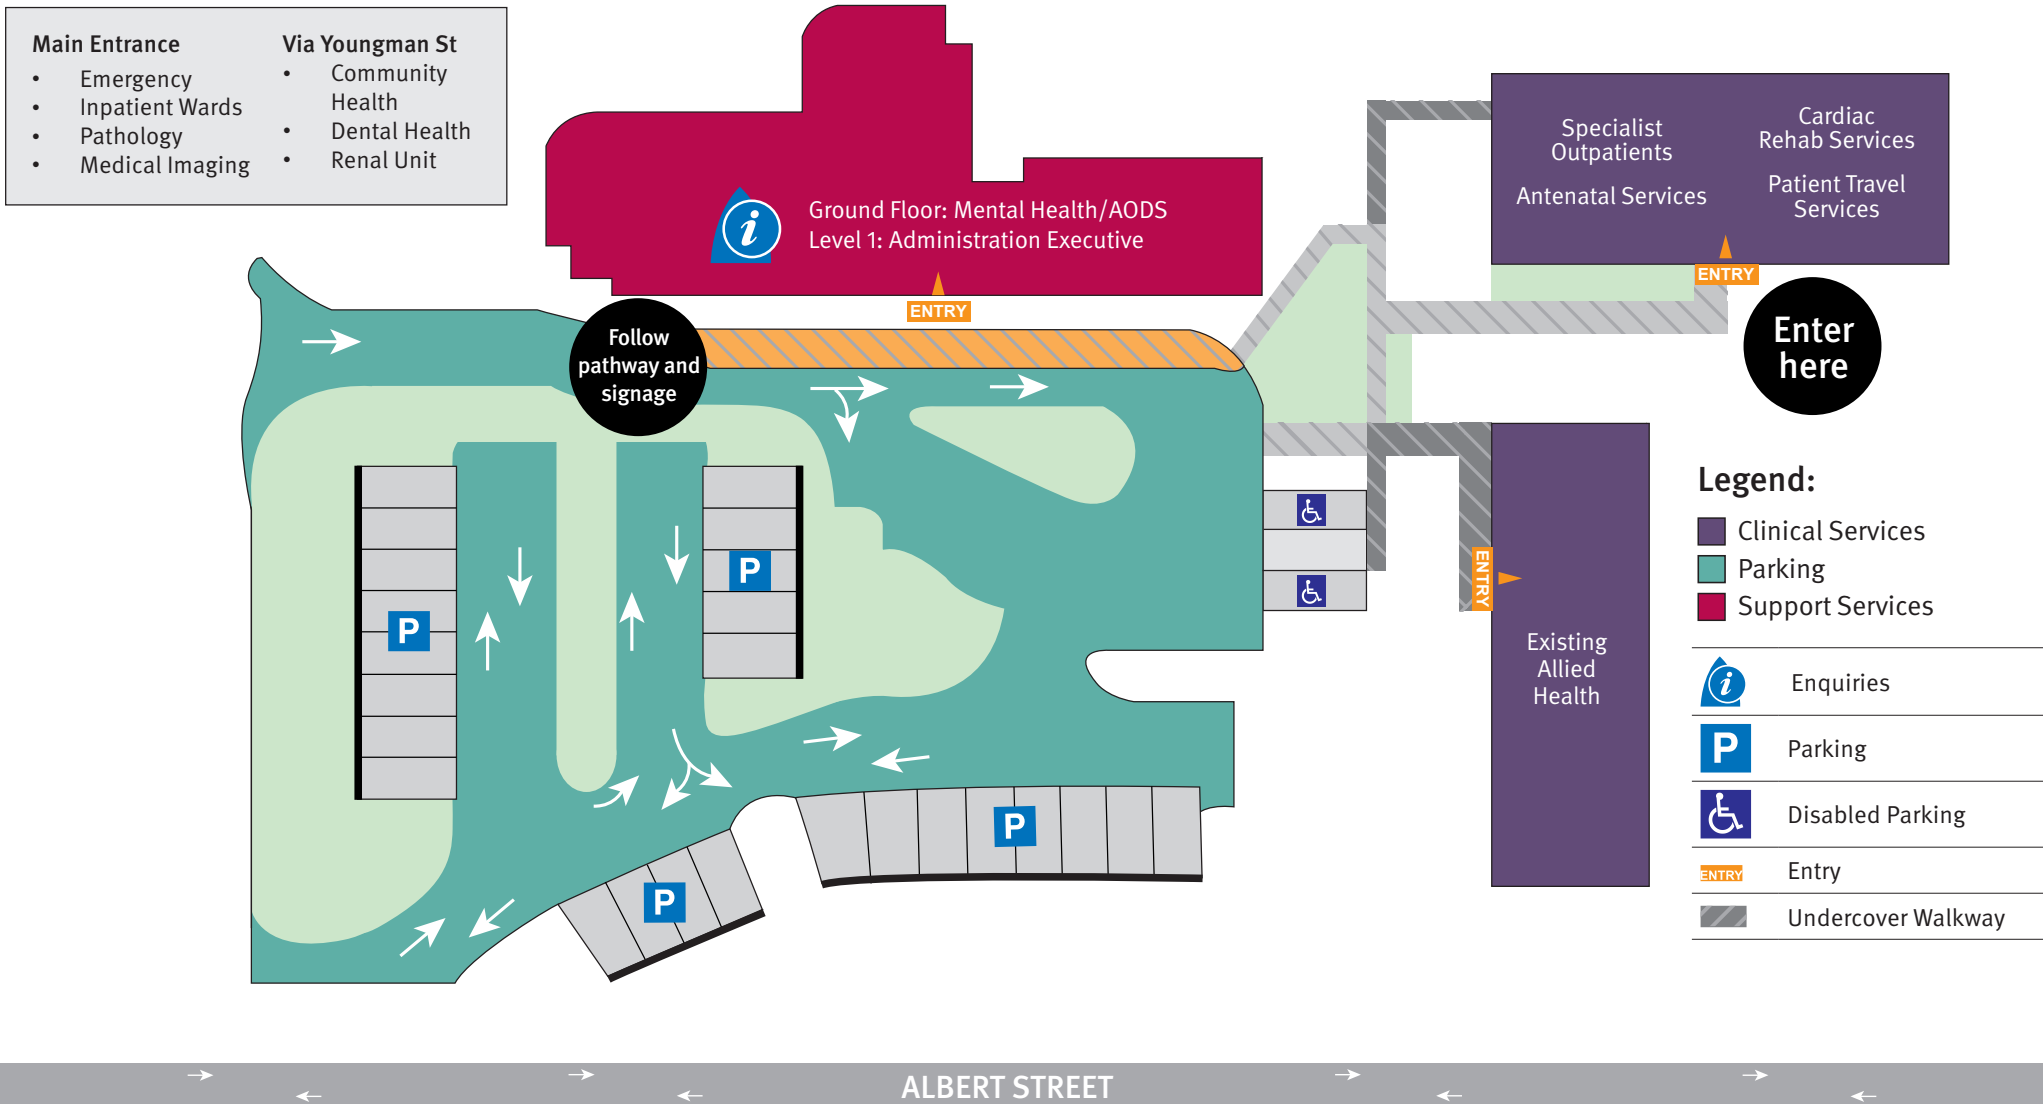 Main Entrance
• Emergency
• Inpatient Wards
• Pathology
• Medical Imaging
Via Youngman St
• Community
Health
• Dental Health
• Renal Unit
Ground Floor: Mental Health/AODS
Level 1: Administration Executive
ENTRY
Specialist
Outpatients
Antenatal Services
Cardiac
Rehab Services
Patient Travel
Services
ENTRY
Enter
here
Follow
pathway and
signage
P
P
P
P
ENTRY
Existing
Allied
Health
Legend:
Clinical Services
Parking
Support Services
i
Enquiries
P
Parking
Disabled Parking
ENTRY
Entry
Undercover Walkway
ALBERT STREET